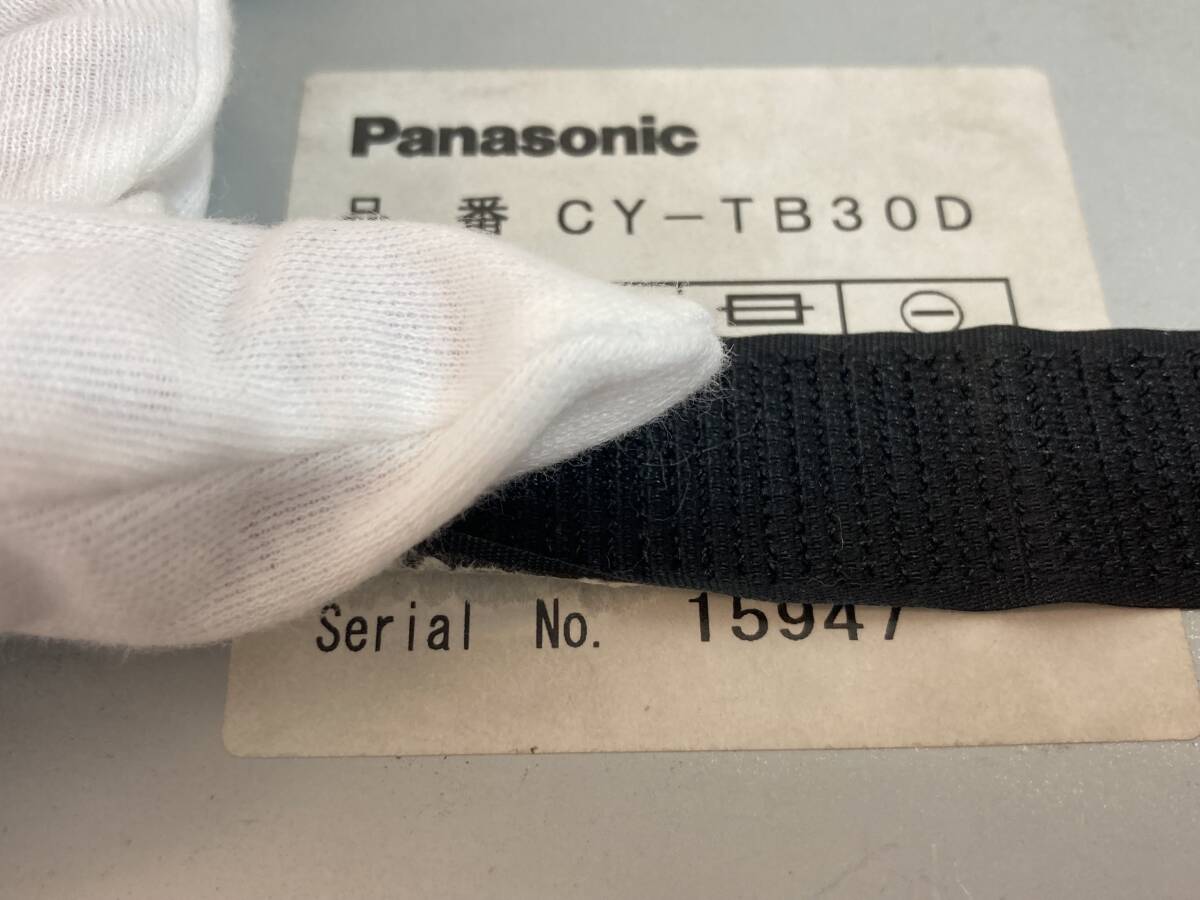 Panasonic
品番 CY-TB30D
Serial No. 15947